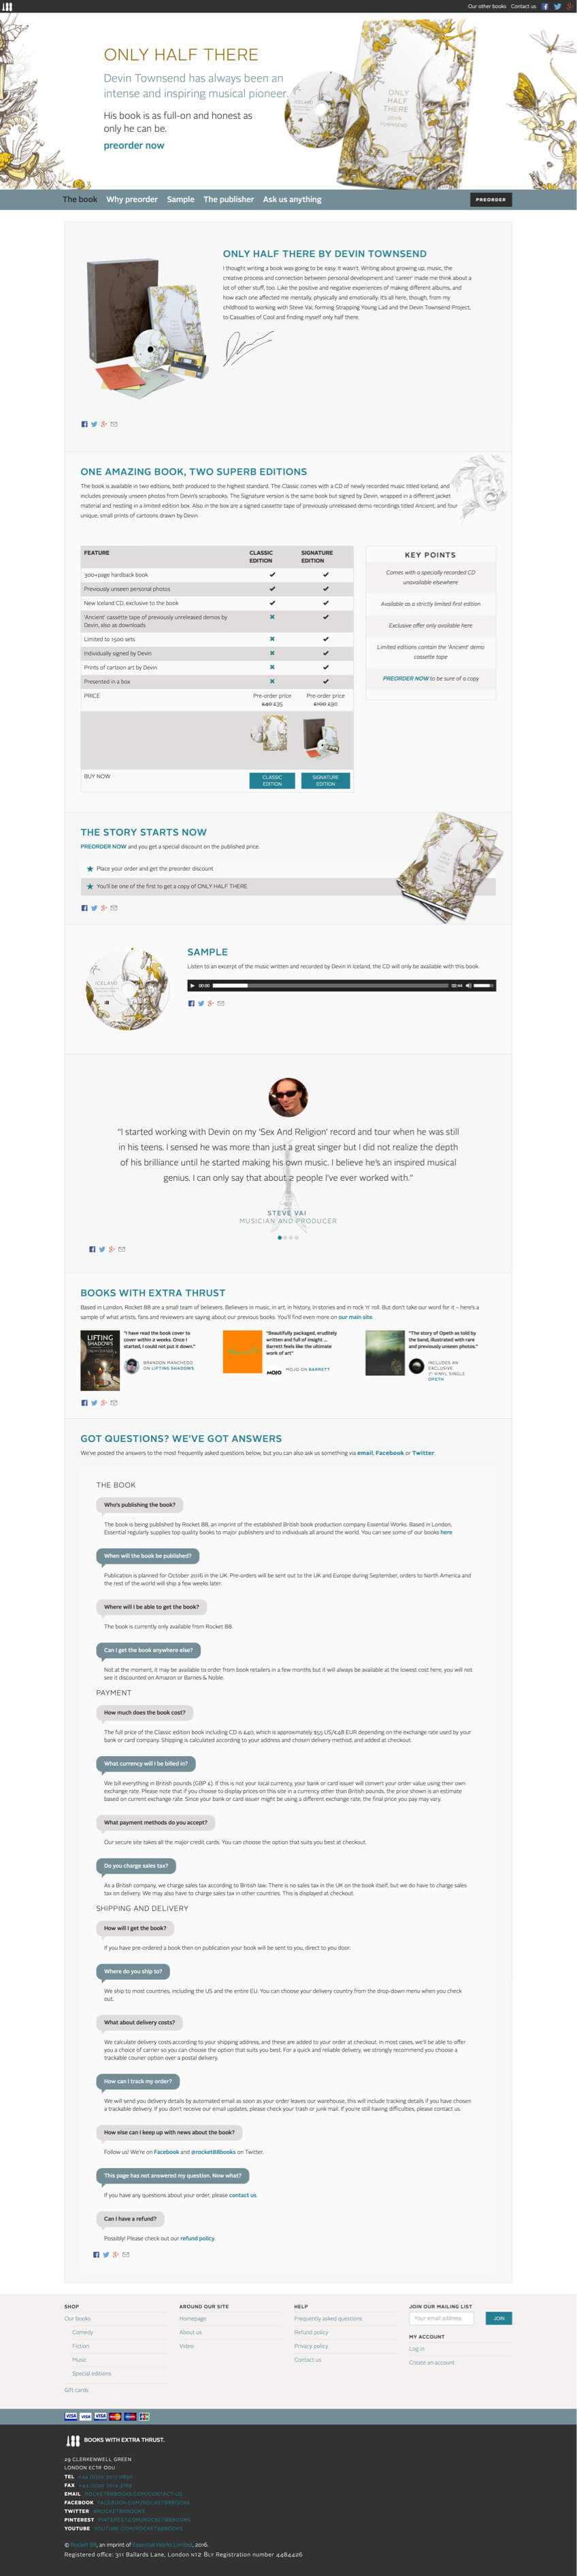 Our other books Contact us
ONLY HALF THERE
Devin Townsend has always been an
intense and inspiring musical pioneer.
His book is as full-on and honest as
only he can be.
preorder now
ICELAND
ONLY
HALF
THERE
DEVIN
TOWNSEND
The book Why preorder Sample The publisher Ask us anything
PREORDER
ONLY HALF THERE BY DEVIN TOWNSEND
I thought writing a book was going to be easy. It wasn't. Writing about growing up, music, the
creative process and connection between personal development and 'career' made me think about a
lot of other stuff, too. Like the positive and negative experiences of making different albums, and
how each one affected me mentally, physically and emotionally. It's all here, though, from my
childhood to working with Steve Vai, forming Strapping Young Lad and the Devin Townsend Project,
to Casualties of Cool and finding myself only half there.
ONE AMAZING BOOK, TWO SUPERB EDITIONS
The book is available in two editions, both produced to the highest standard. The Classic comes with a CD of newly recorded music titled Iceland, and
includes previously unseen photos from Devin's scrapbooks. The Signature version is the same book but signed by Devin, wrapped in a different jacket
material and nesting in a limited edition box. Also in the box are a signed cassette tape of previously unreleased demo recordings titled Ancient, and four
unique, small prints of cartoons drawn by Devin.
FEATURE CLASSIC EDITION SIGNATURE EDITION
300+page hardback book
Previously unseen personal photos
New Iceland CD, exclusive to the book
'Ancient' cassette tape of previously unreleased demos by
Devin, also as downloads
Limited to 1500 sets
Individually signed by Devin
Prints of cartoon art by Devin
Presented in a box
PRICE Pre-order price Pre-order price
£40 £35 £100 £90
BUY NOW CLASSIC EDITION SIGNATURE EDITION
KEY POINTS
Comes with a specially recorded CD
unavailable elsewhere
Available as a strictly limited first edition
Exclusive offer only available here
Limited editions contain the 'Ancient' demo
cassette tape
PREORDER NOW to be sure of a copy
THE STORY STARTS NOW
PREORDER NOW and you get a special discount on the published price.
Place your order and get the preorder discount
You'll be one of the first to get a copy of ONLY HALF THERE
SAMPLE
Listen to an excerpt of the music written and recorded by Devin in Iceland, the CD will only be available with this book.
ICELAND
00:00 02:44
"I started working with Devin on my 'Sex And Religion' record and tour when he was still
in his teens. I sensed he was more than just a great singer but I did not realize the depth
of his brilliance until he started making his own music. I believe he's an inspired musical
genius. I can only say that about 2 people I've ever worked with."
STEVE VAI
MUSICIAN AND PRODUCER
BOOKS WITH EXTRA THRUST
Based in London, Rocket 88 are a small team of believers. Believers in music, in art, in history, in stories and in rock 'n' roll. But don't take our word for it – here's a
sample of what artists, fans and reviewers are saying about our previous books. You'll find even more on our main site.
LIFTING
SHADOWS
"I have read the book cover to
cover within 2 weeks. Once I
started, I could not put it down."
BRANDON MANCHEGO
ON LIFTING SHADOWS
"Beautifully packaged, eruditely
written and full of insight ...
Barrett feels like the ultimate
work of art"
MOJO
MOJO ON BARRETT
"The story of Opeth as told by
the band, illustrated with rare
and previously unseen photos."
INCLUDES AN
EXCLUSIVE
7" VINYL SINGLE
OPETH
GOT QUESTIONS? WE'VE GOT ANSWERS
We've posted the answers to the most frequently asked questions below, but you can also ask us something via email, Facebook or Twitter.
THE BOOK
Who's publishing the book?
The book is being published by Rocket 88, an imprint of the established British book production company Essential Works. Based in London,
Essential regularly supplies top quality books to major publishers and to individuals all around the world. You can see some of our books here
When will the book be published?
Publication is planned for October 2016 in the UK. Pre-orders will be sent out to the UK and Europe during September, orders to North America and
the rest of the world will ship a few weeks later.
Where will I be able to get the book?
The book is currently only available from Rocket 88.
Can I get the book anywhere else?
Not at the moment, it may be available to order from book retailers in a few months but it will always be available at the lowest cost here, you will not
see it discounted on Amazon or Barnes & Noble.
PAYMENT
How much does the book cost?
The full price of the Classic edition book including CD is £40, which is approximately $55 US/€48 EUR depending on the exchange rate used by your
bank or card company. Shipping is calculated according to your address and chosen delivery method, and added at checkout.
What currency will I be billed in?
We bill everything in British pounds (GBP £). If this is not your local currency, your bank or card issuer will convert your order value using their own
exchange rate. Please note that if you choose to display prices on this site in a currency other than British pounds, the price shown is an estimate
based on current exchange rate. Since your bank or card issuer might be using a different exchange rate, the final price you pay may vary.
What payment methods do you accept?
Our secure site takes all the major credit cards. You can choose the option that suits you best at checkout.
Do you charge sales tax?
As a British company, we charge sales tax according to British law. There is no sales tax in the UK on the book itself, but we do have to charge sales
tax on delivery. We may also have to charge sales tax in other countries. This is displayed at checkout.
SHIPPING AND DELIVERY
How will I get the book?
If you have pre-ordered a book then on publication your book will be sent to you, direct to you door.
Where do you ship to?
We ship to most countries, including the US and the entire EU. You can choose your delivery country from the drop-down menu when you check
out.
What about delivery costs?
We calculate delivery costs according to your shipping address, and these are added to your order at checkout. In most cases, we'll be able to offer
you a choice of carrier so you can choose the option that suits you best. For a quick and reliable delivery, we strongly recommend you choose a
trackable courier option over a postal delivery.
How can I track my order?
We will send you delivery details by automated email as soon as your order leaves our warehouse, this will include tracking details if you have chosen
a trackable delivery. If you don't receive our email updates, please check your trash or junk mail. If you're still having difficulties, please contact us.
How else can I keep up with news about the book?
Follow us! We're on Facebook and @rocket88books on Twitter.
This page has not answered my question. Now what?
If you have any questions about your order, please contact us.
Can I have a refund?
Possibly! Please check out our refund policy.
SHOP AROUND OUR SITE HELP JOIN OUR MAILING LIST
Our books Homepage Frequently asked questions Your email address JOIN
Comedy About us Refund policy
MY ACCOUNT
Fiction Video Privacy policy Log in
Music Contact us Create an account
Special editions
Gift cards
VISA VISA VISA
BOOKS WITH EXTRA THRUST.
29 CLERKENWELL GREEN
LONDON EC1R 0DU
TEL
FAX
EMAIL ROCKET88BOOKS.COM/CONTACT-US
FACEBOOK FACEBOOK.COM/ROCKET88BOOKS
TWITTER @ROCKET88BOOKS
PINTEREST PINTEREST.COM/ROCKET88BOOKS
YOUTUBE YOUTUBE.COM/ROCKET88BOOKS
© Rocket 88, an imprint of Essential Works Limited, 2016.
Registered office: 311 Ballards Lane, London N12 8LY Registration number 4484426